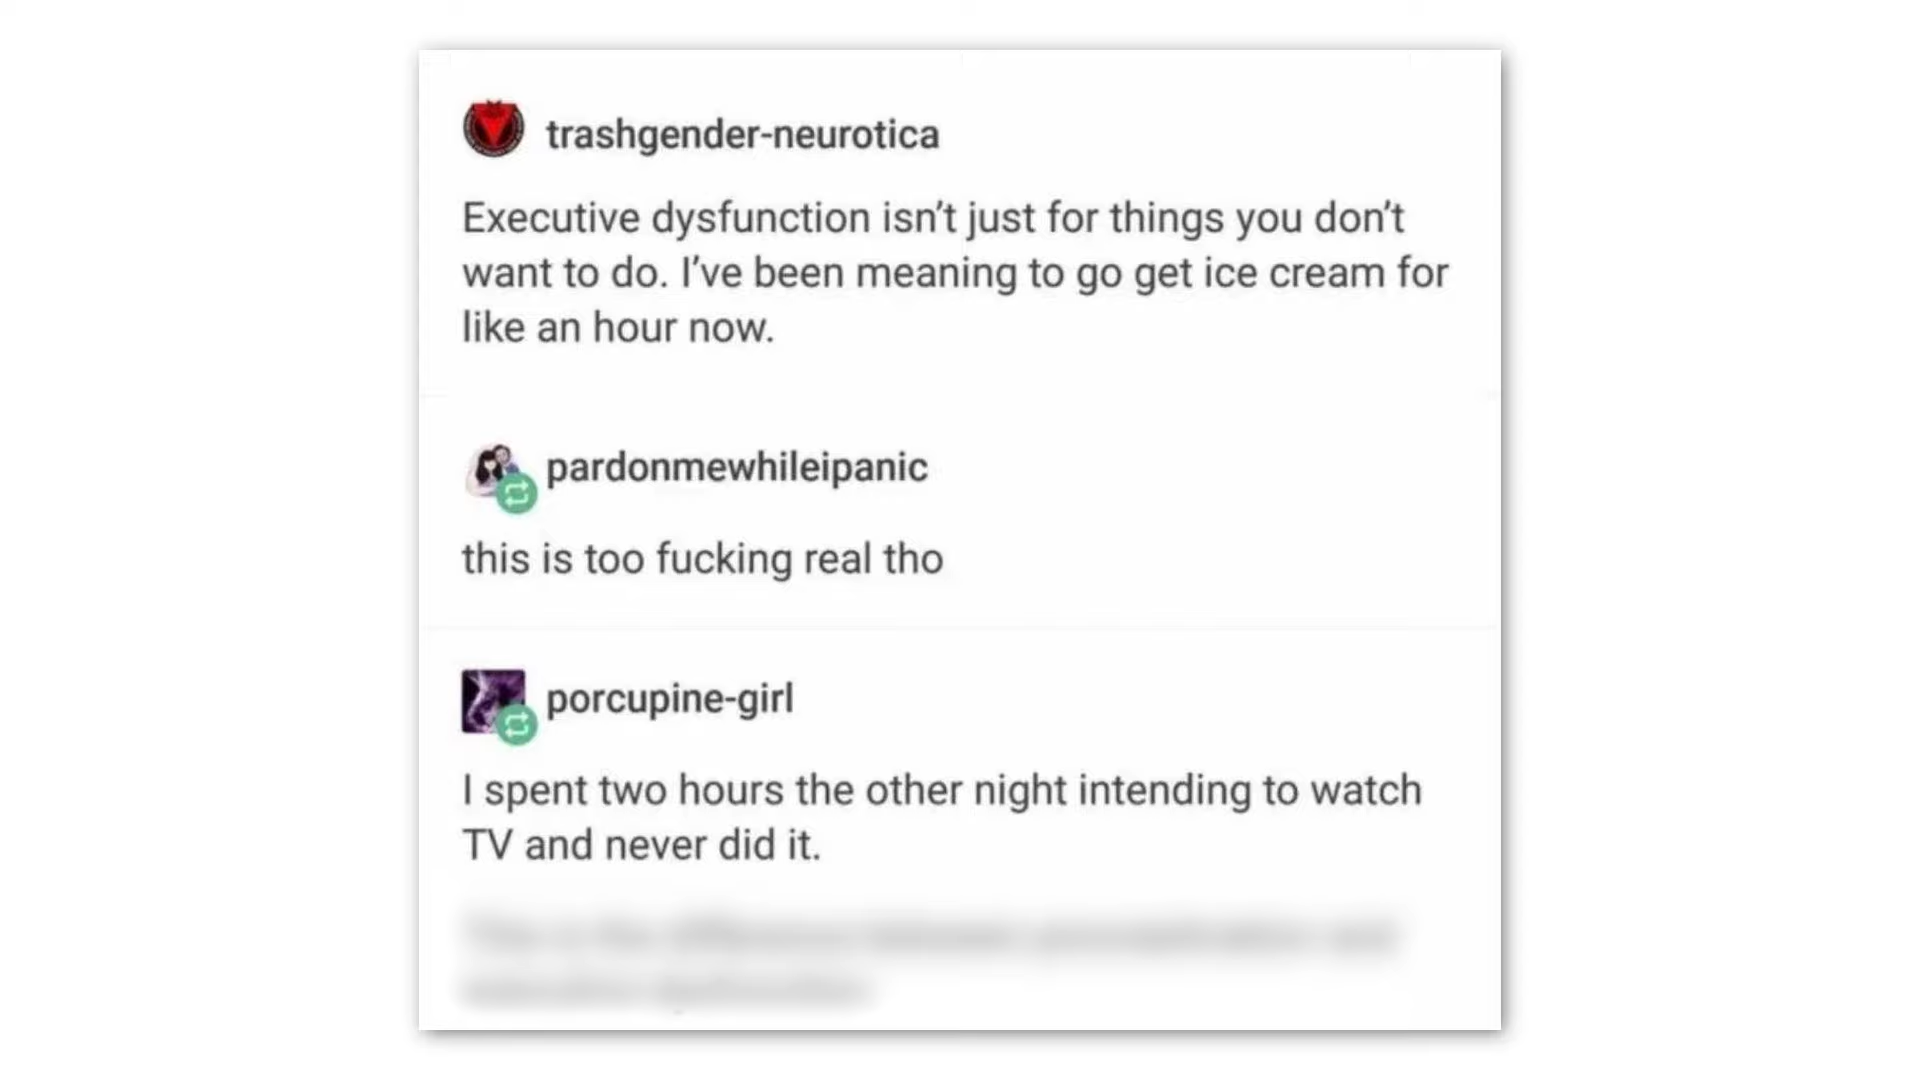 trashgender-neurotica
Executive dysfunction isn’t just for things you don’t
want to do. I’ve been meaning to go get ice cream for
like an hour now.
pardonmewhileipanic
this is too fucking real tho
porcupine-girl
I spent two hours the other night intending to watch
TV and never did it.